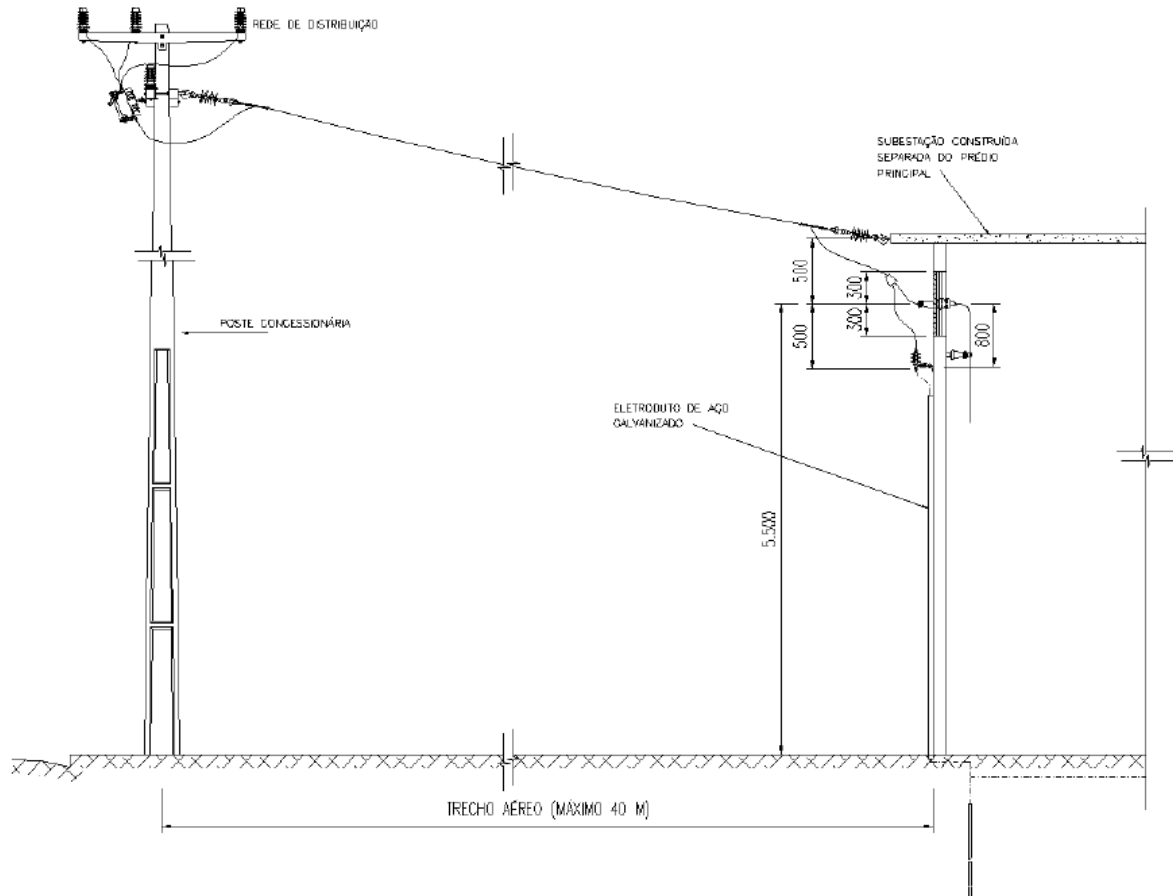 REDE DE DISTRIBUIÇÃO
SUBESTAÇÃO CONSTRUÍDA
SEPARADA DO PRÉDIO
PRINCIPAL
500
300
POSTE CONCESSIONÁRIA
300
500
800
ELETRODUTO DE AÇO
GALVANIZADO
5.500
TRECHO AÉREO (MÁXIMO 40 M)